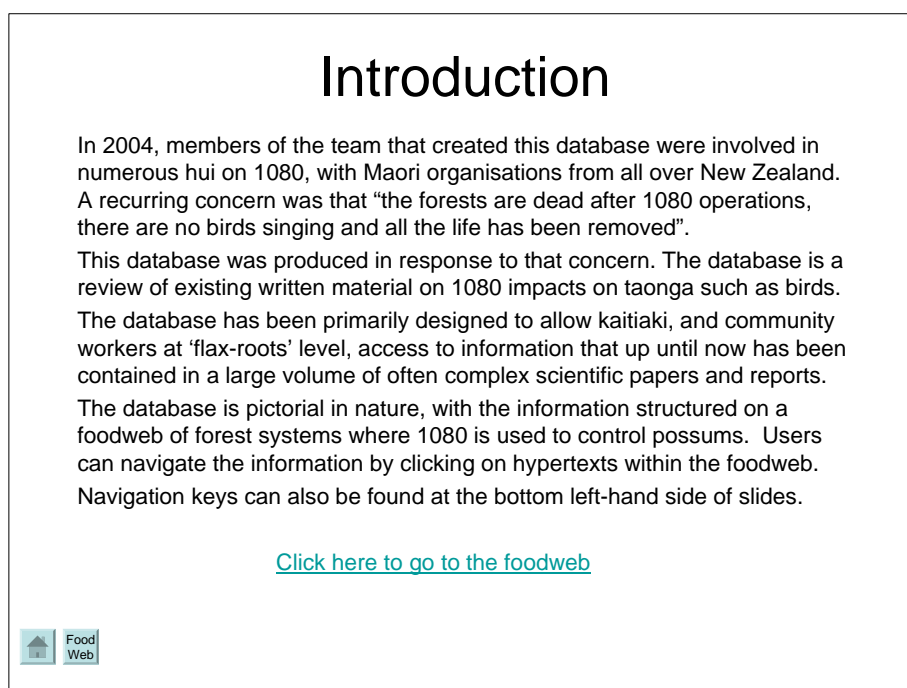 Introduction
In 2004, members of the team that created this database were involved in
numerous hui on 1080, with Maori organisations from all over New Zealand.
A recurring concern was that “the forests are dead after 1080 operations,
there are no birds singing and all the life has been removed”.
This database was produced in response to that concern. The database is a
review of existing written material on 1080 impacts on taonga such as birds.
The database has been primarily designed to allow kaitiaki, and community
workers at ‘flax-roots’ level, access to information that up until now has been
contained in a large volume of often complex scientific papers and reports.
The database is pictorial in nature, with the information structured on a
foodweb of forest systems where 1080 is used to control possums.  Users
can navigate the information by clicking on hypertexts within the foodweb.
Navigation keys can also be found at the bottom left-hand side of slides.
Click here to go to the foodweb
Food
Web